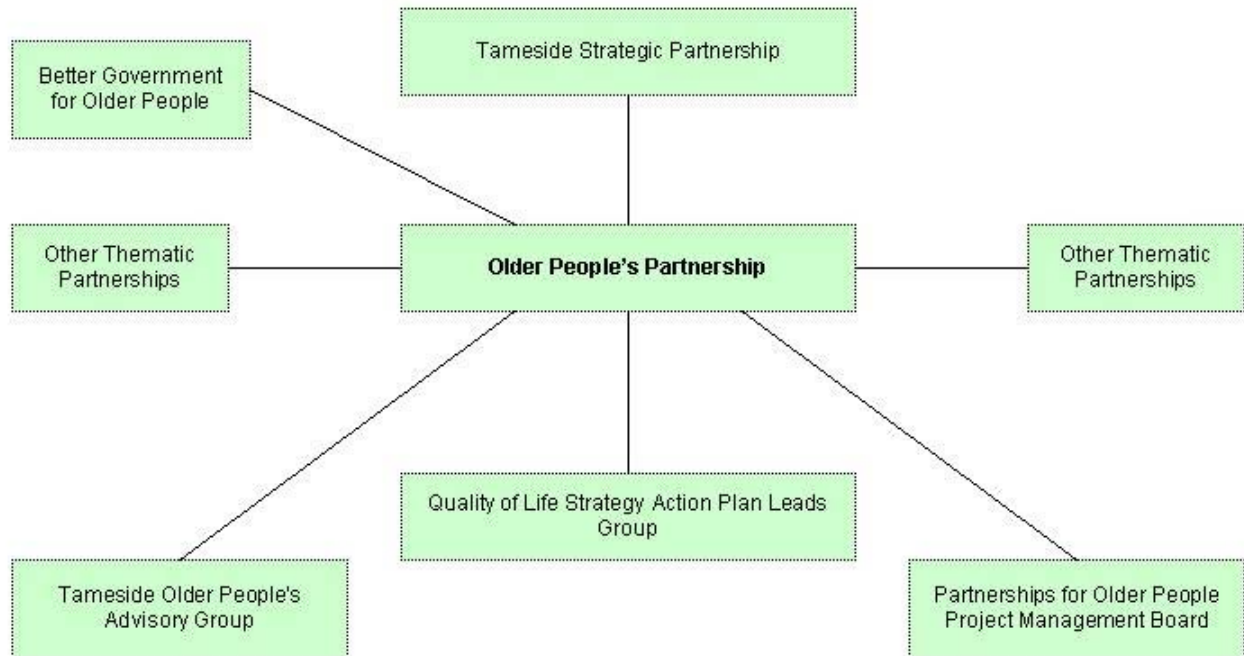 Tameside Strategic Partnership
Better Government
for Older People
Other Thematic
Partnerships
Older People's Partnership
Other Thematic
Partnerships
Quality of Life Strategy Action Plan Leads
Group
Tameside Older People's
Advisory Group
Partnerships for Older People
Project Management Board